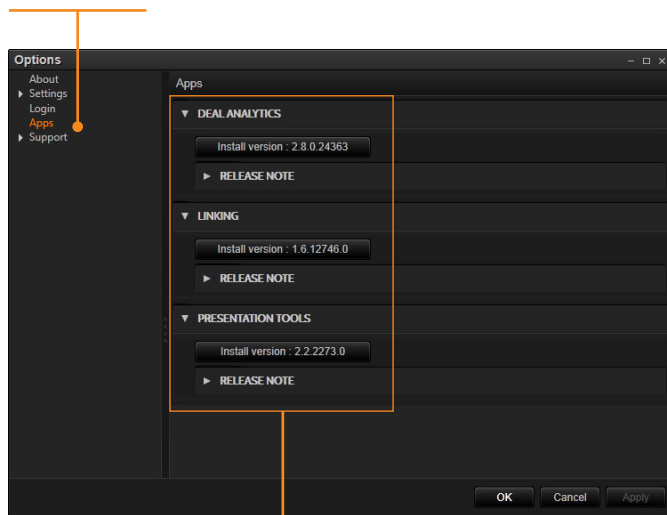 Options
About
Settings
Login
Apps
Support
Apps
DEAL ANALYTICS
Install version : 2.8.0.24363
RELEASE NOTE
LINKING
Install version : 1.6.12746.0
RELEASE NOTE
PRESENTATION TOOLS
Install version : 2.2.2273.0
RELEASE NOTE
OK Cancel Apply